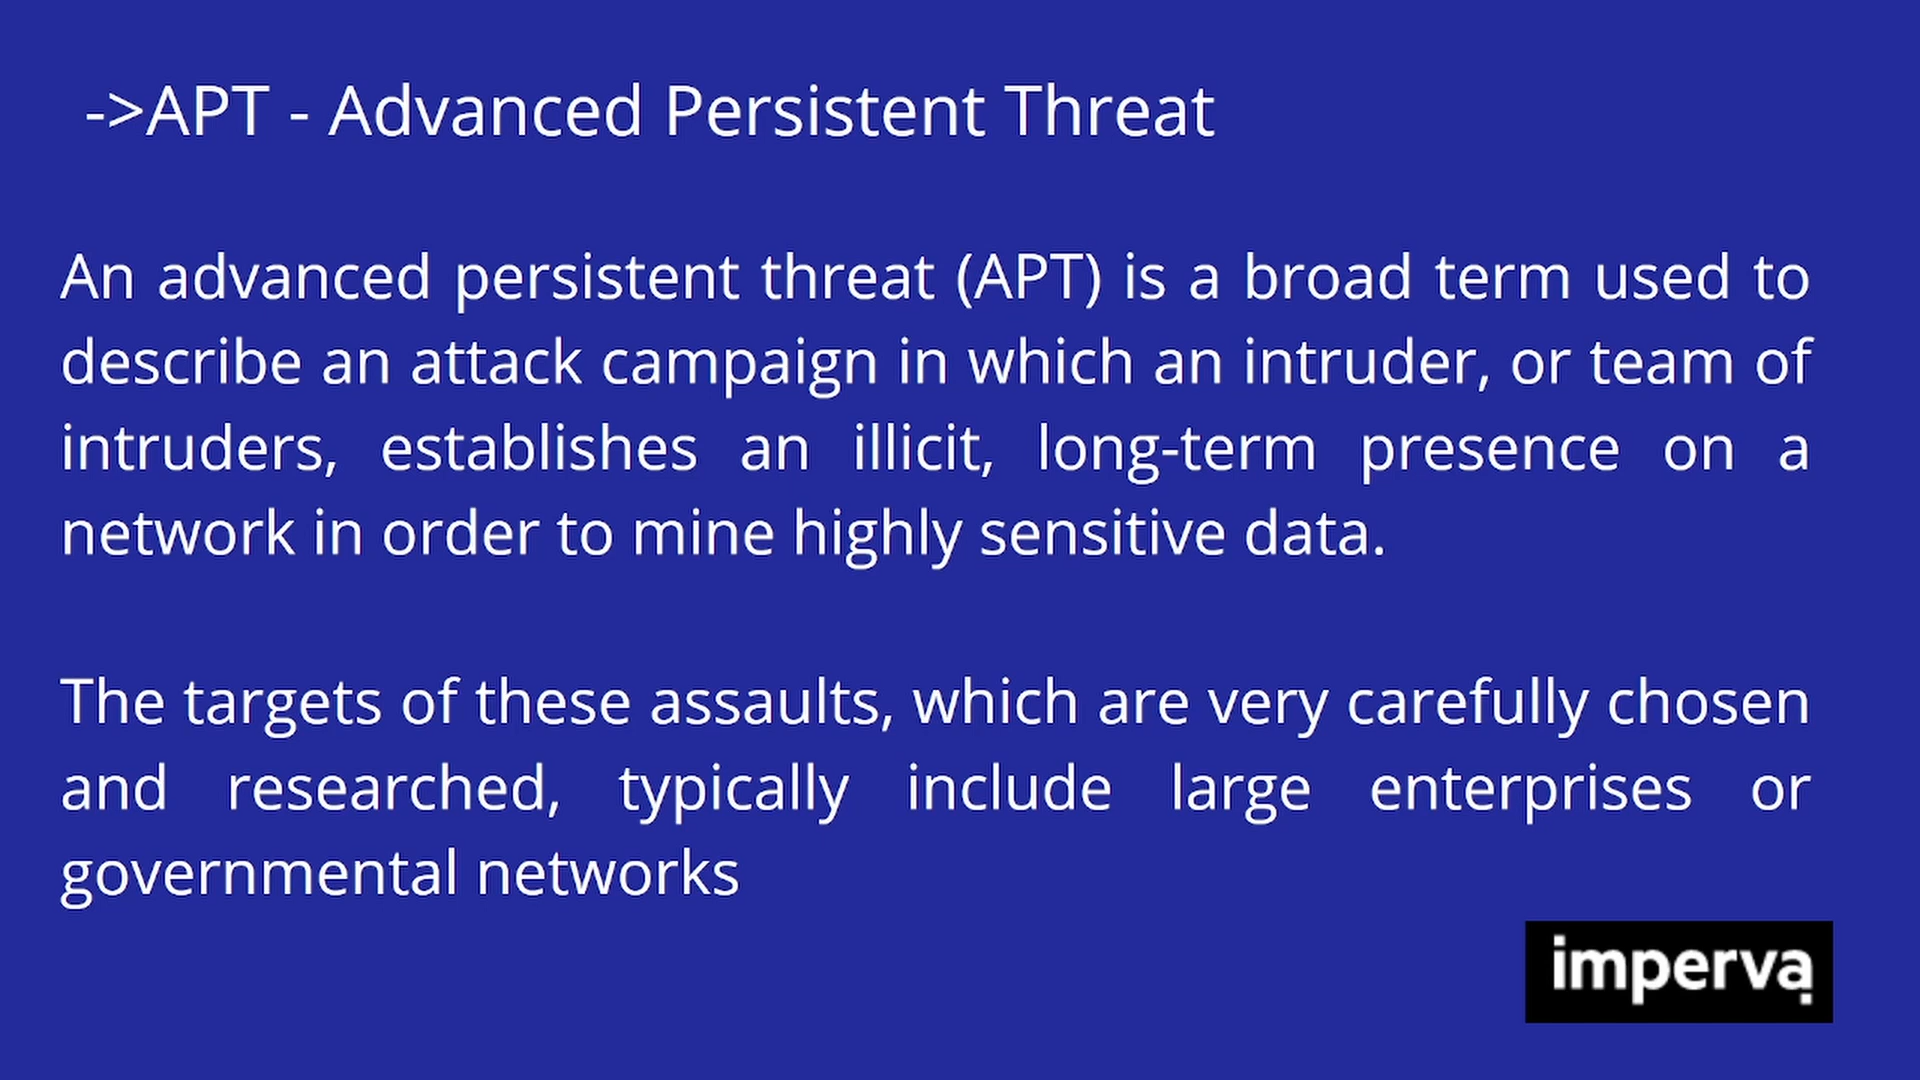 ->APT - Advanced Persistent Threat
An advanced persistent threat (APT) is a broad term used to
describe an attack campaign in which an intruder, or team of
intruders, establishes an illicit, long-term presence on a
network in order to mine highly sensitive data.
The targets of these assaults, which are very carefully chosen
and researched, typically include large enterprises or
governmental networks
imperva